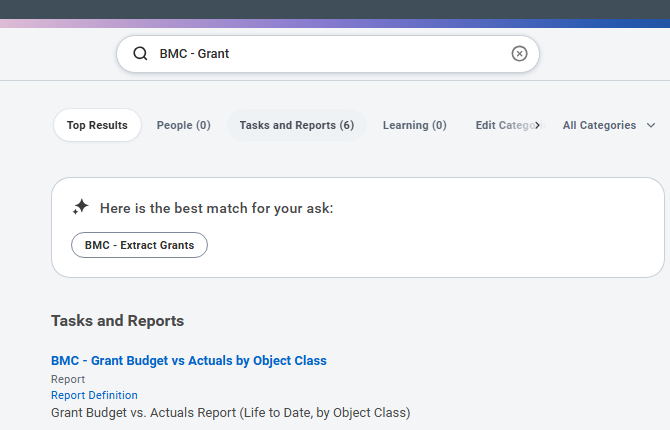 BMC - Grant
Top Results People (0) Tasks and Reports (6) Learning (0) Edit Catego All Categories
Here is the best match for your ask:
BMC - Extract Grants
Tasks and Reports
BMC - Grant Budget vs Actuals by Object Class
Report
Report Definition
Grant Budget vs. Actuals Report (Life to Date, by Object Class)